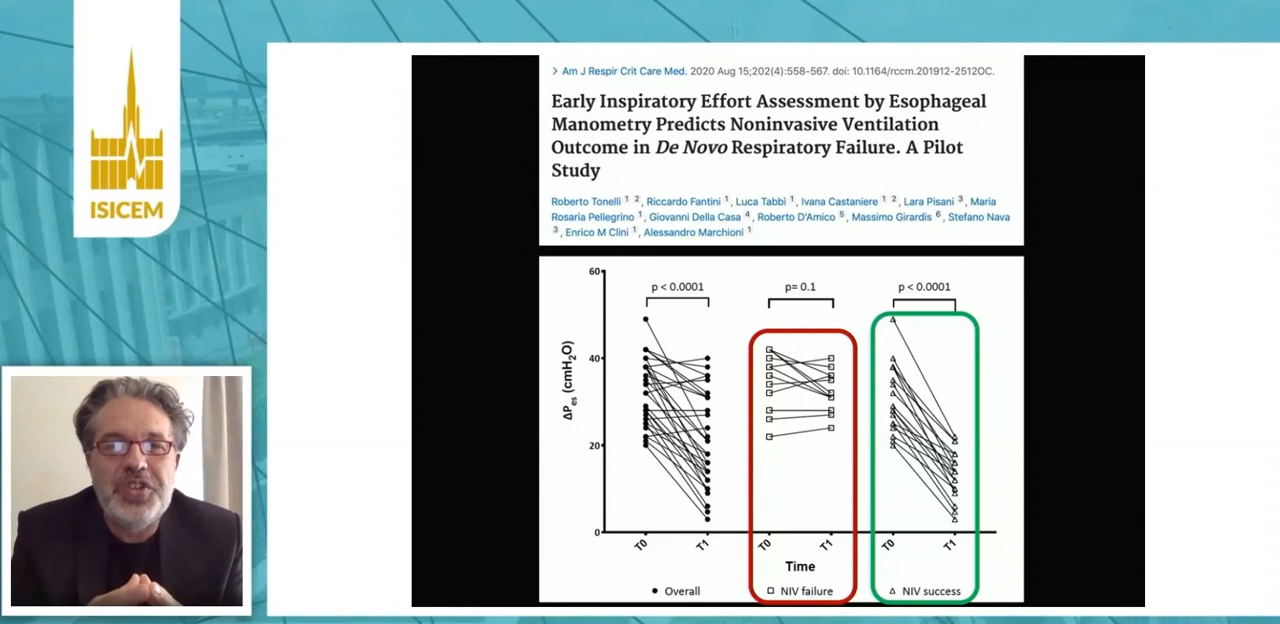 ISICEM
> Am J Respir Crit Care Med. 2020 Aug 15;202(4):558-567. doi: 10.1164/rccm.201912-2512OC.
Early Inspiratory Effort Assessment by Esophageal
Manometry Predicts Noninvasive Ventilation
Outcome in De Novo Respiratory Failure. A Pilot
Study
Roberto Tonelli 1 2, Riccardo Fantini 1, Luca Tabbì 1, Ivana Castaniere 1 2, Lara Pisani 3, Maria
Rosaria Pellegrino 1, Giovanni Della Casa 4, Roberto D'Amico 5, Massimo Girardis 6, Stefano Nava
3, Enrico M Clini 1, Alessandro Marchioni 1
60
40
20
0
ΔPes (cmH2O)
p < 0.0001
p= 0.1
p < 0.0001
T0
T1
T0
T1
T0
T1
Time
Overall
NIV failure
NIV success